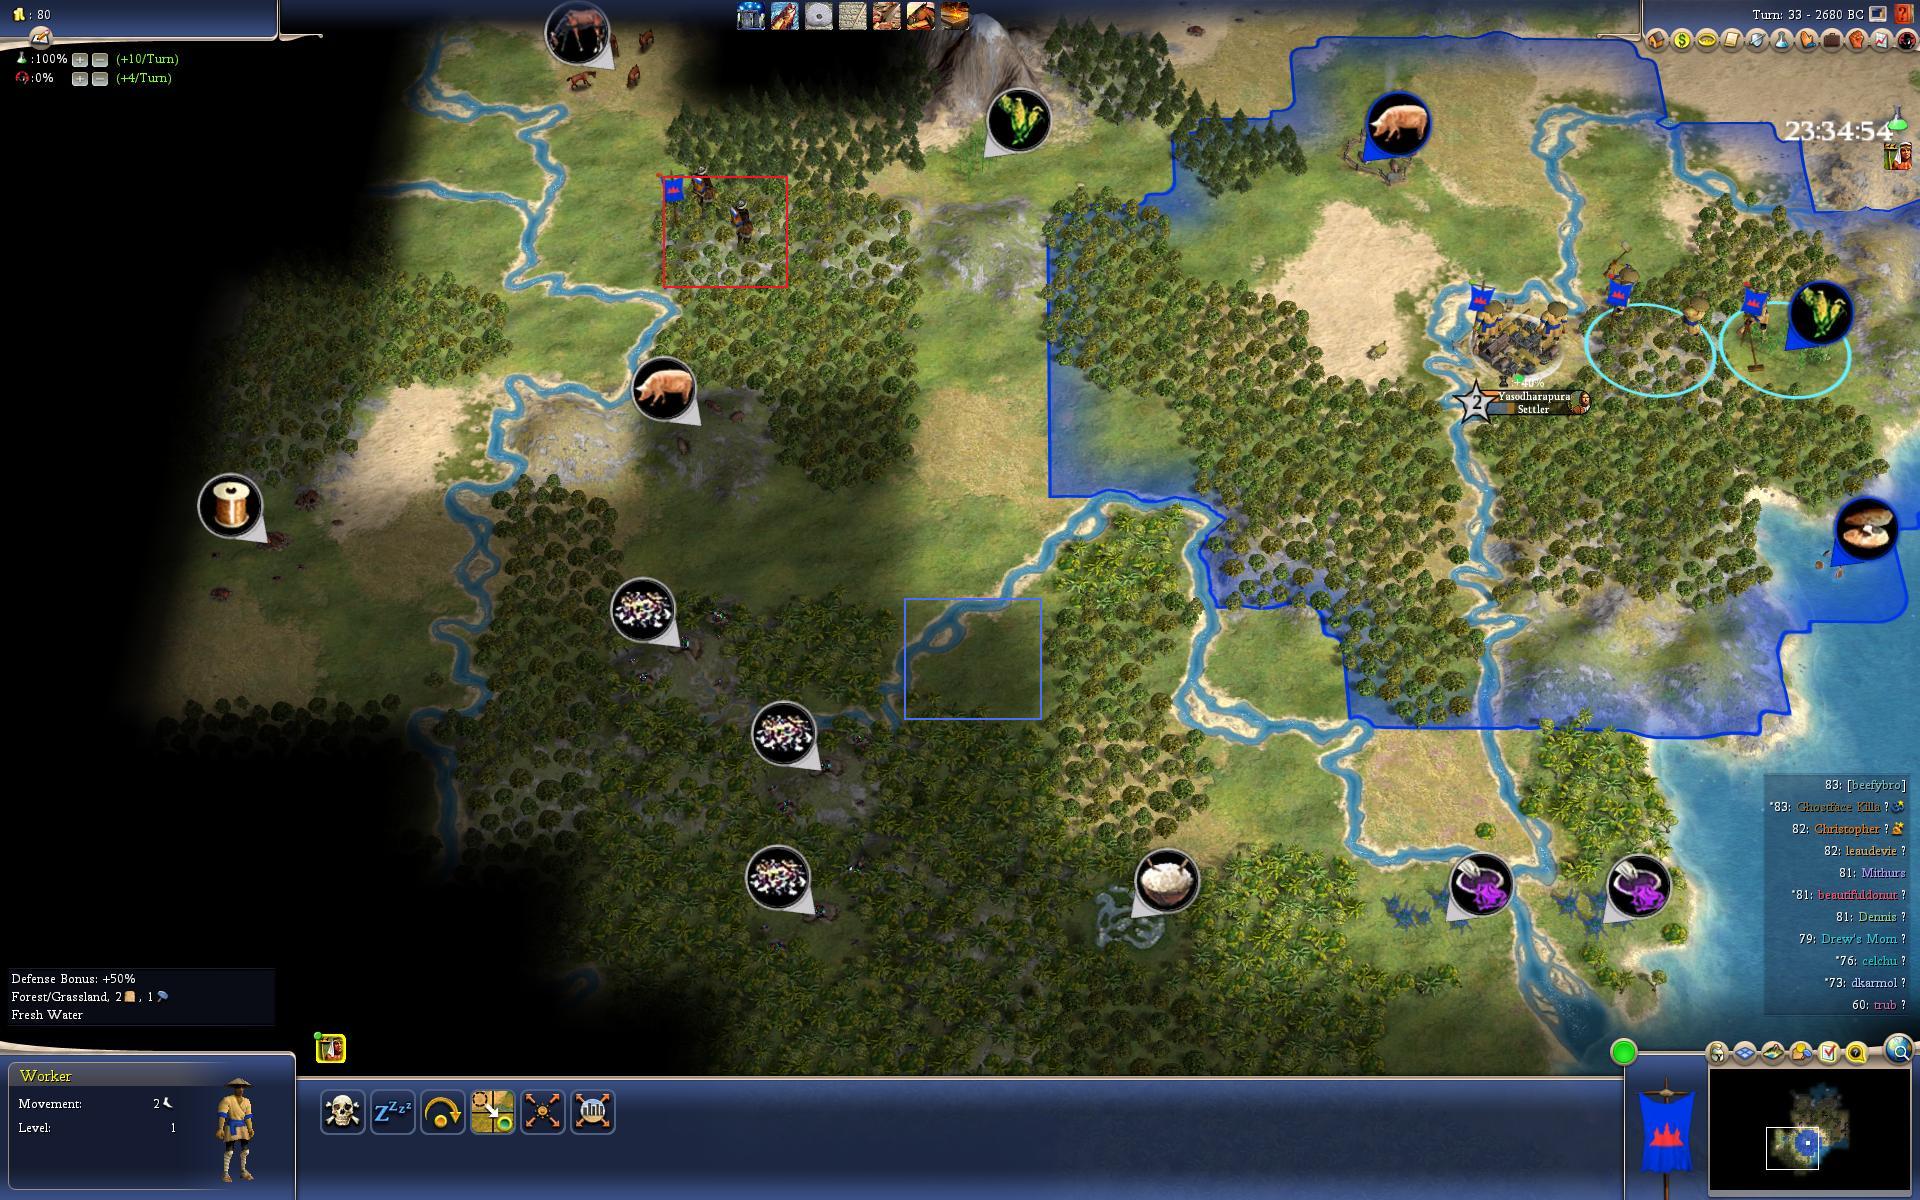 : 80
Turn: 33 - 2680 BC
:100% (+10/Turn)
:0% (+4/Turn)
23:34:54
+40%
2 Yasodharapura
Settler
83: [beefybro]
*83: Ghostface Killa ?
82: Christopher ?
82: leaudevie ?
81: Mithurs
*81: beautifuldonut ?
81: Dennis ?
79: Drew's Mom ?
*76: celchu ?
*73: dkarmol ?
60: trub ?
Defense Bonus: +50%
Forest/Grassland, 2, 1
Fresh Water
Worker
Movement: 2
Level: 1
Zzzz